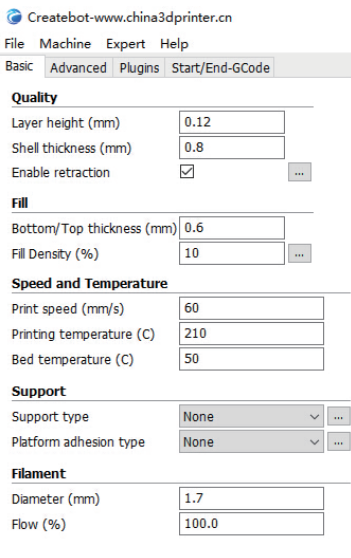 Createbot-www.china3dprinter.cn
File Machine Expert Help
Basic Advanced Plugins Start/End-GCode
Quality
Layer height (mm) 0.12
Shell thickness (mm) 0.8
Enable retraction ...
Fill
Bottom/Top thickness (mm) 0.6
Fill Density (%) 10 ...
Speed and Temperature
Print speed (mm/s) 60
Printing temperature (C) 210
Bed temperature (C) 50
Support
Support type None ...
Platform adhesion type None ...
Filament
Diameter (mm) 1.7
Flow (%) 100.0